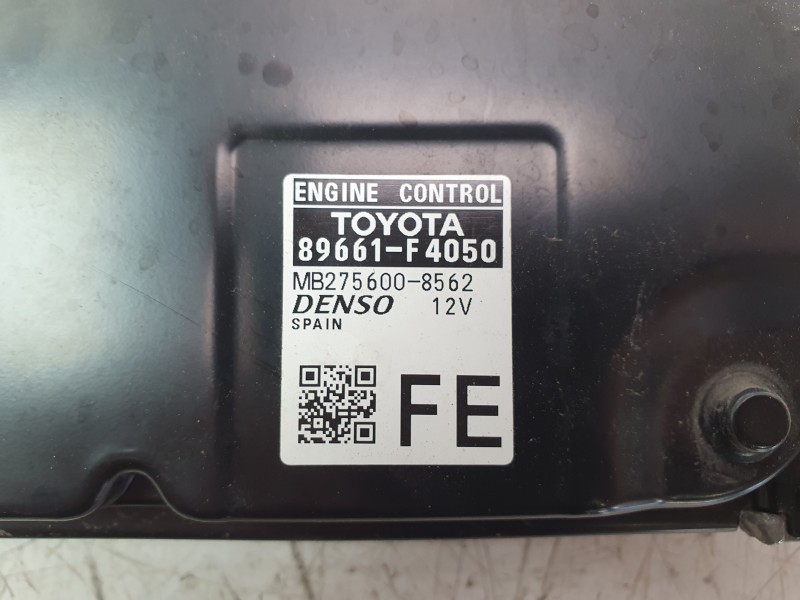 ENGINE CONTROL
TOYOTA
89661-F4050
MB275600-8562
DENSO 12V
SPAIN
FE